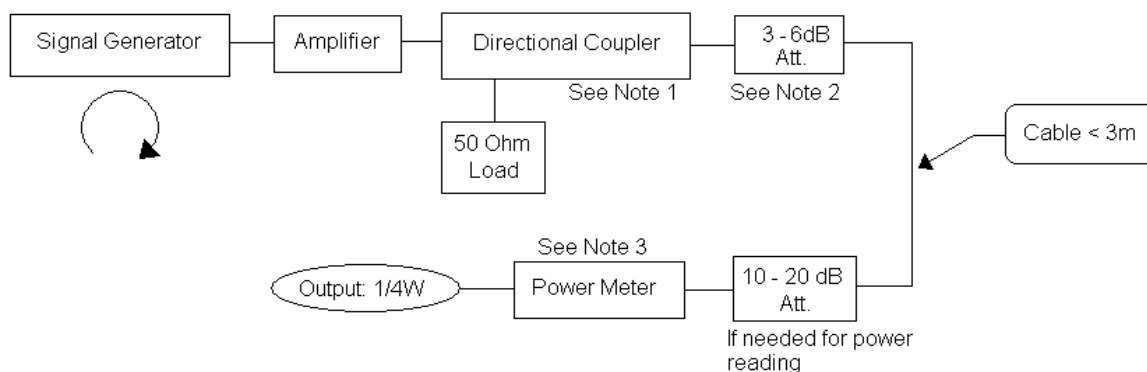 Signal Generator
Amplifier
Directional Coupler
3 - 6dB
Att.
See Note 1
See Note 2
50 Ohm
Load
Cable < 3m
See Note 3
Output: 1/4W
Power Meter
10 - 20 dB
Att.
If needed for power
reading